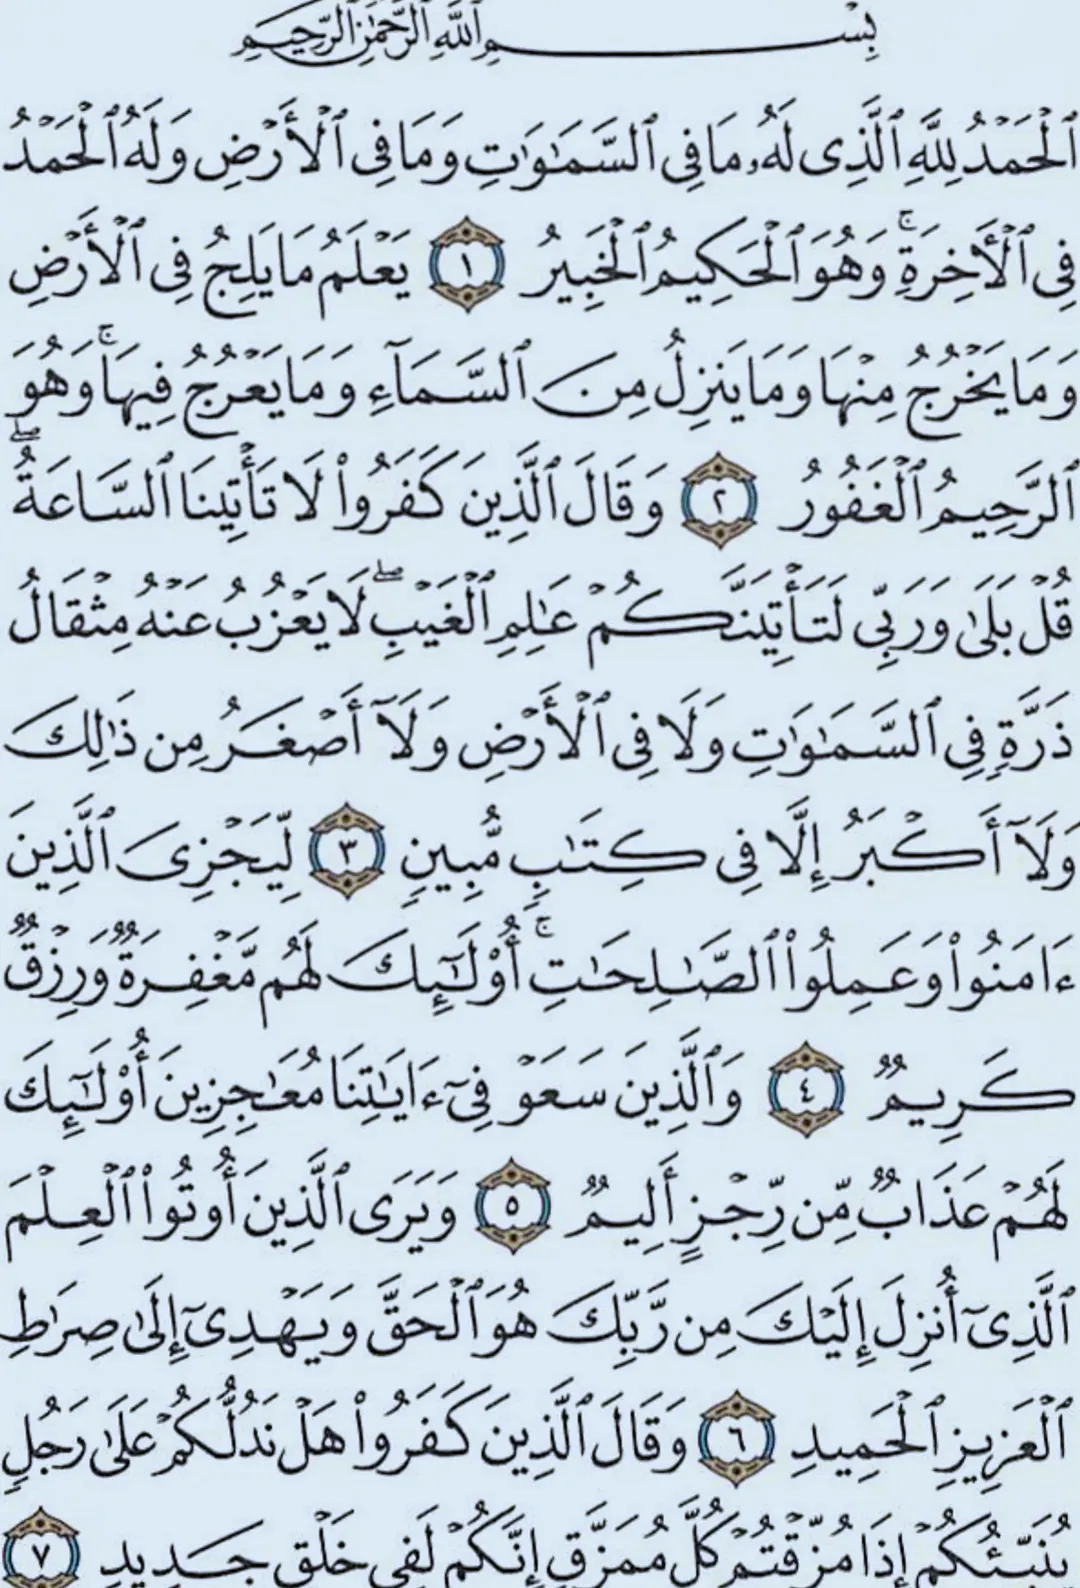 بِسْمِ ٱللَّهِ ٱلرَّحْمَٰنِ ٱلرَّحِيمِ
ٱلْحَمْدُ لِلَّهِ ٱلَّذِى لَهُۥ مَا فِى ٱلسَّمَٰوَٰتِ وَمَا فِى ٱلْأَرْضِ وَلَهُ ٱلْحَمْدُ
فِى ٱلْأَخِرَةِ ۚ وَهُوَ ٱلْحَكِيمُ ٱلْخَبِيرُ ١ يَعْلَمُ مَا يَلِجُ فِى ٱلْأَرْضِ
وَمَا يَخْرُجُ مِنْهَا وَمَا يَنزِلُ مِنَ ٱلسَّمَآءِ وَمَا يَعْرُجُ فِيهَا ۚ وَهُوَ
ٱلرَّحِيمُ ٱلْغَفُورُ ٢ وَقَالَ ٱلَّذِينَ كَفَرُوا۟ لَا تَأْتِينَا ٱلسَّاعَةُ ۖ
قُلْ بَلَىٰ وَرَبِّى لَتَأْتِيَنَّكُمْ عَٰلِمِ ٱلْغَيْبِ ۖ لَا يَعْزُبُ عَنْهُ مِثْقَالُ
ذَرَّةٍۢ فِى ٱلسَّمَٰوَٰتِ وَلَا فِى ٱلْأَرْضِ وَلَآ أَصْغَرُ مِن ذَٰلِكَ
وَلَآ أَكْبَرُ إِلَّا فِى كِتَٰبٍۢ مُّبِينٍۢ ٣ لِّيَجْزِىَ ٱلَّذِينَ
ءَامَنُوا۟ وَعَمِلُوا۟ ٱلصَّٰلِحَٰتِ ۚ أُو۟لَٰٓئِكَ لَهُم مَّغْفِرَةٌۭ وَرِزْقٌۭ
كَرِيمٌۭ ٤ وَٱلَّذِينَ سَعَوْ فِىٓ ءَايَٰتِنَا مُعَٰجِزِينَ أُو۟لَٰٓئِكَ
لَهُمْ عَذَابٌۭ مِّن رِّجْزٍ أَلِيمٌۭ ٥ وَيَرَى ٱلَّذِينَ أُوتُوا۟ ٱلْعِلْمَ
ٱلَّذِىٓ أُنزِلَ إِلَيْكَ مِن رَّبِّكَ هُوَ ٱلْحَقَّ وَيَهْدِىٓ إِلَىٰ صِرَٰطِ
ٱلْعَزِيزِ ٱلْحَمِيدِ ٦ وَقَالَ ٱلَّذِينَ كَفَرُوا۟ هَلْ نَدُلُّكُمْ عَلَىٰ رَجُلٍۢ
يُنَبِّئُكُمْ إِذَا مُزِّقْتُمْ كُلَّ مُمَزَّقٍ إِنَّكُمْ لَفِى خَلْقٍۢ جَدِيدٍ ٧